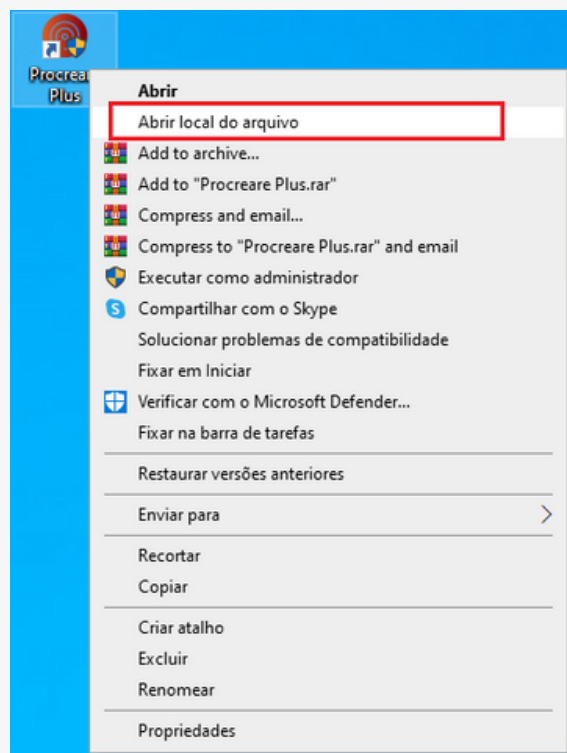 Procreare
Plus
Abrir
Abrir local do arquivo
Add to archive...
Add to "Procreare Plus.rar"
Compress and email...
Compress to "Procreare Plus.rar" and email
Executar como administrador
Compartilhar com o Skype
Solucionar problemas de compatibilidade
Fixar em Iniciar
Verificar com o Microsoft Defender...
Fixar na barra de tarefas
Restaurar versões anteriores
Enviar para
Recortar
Copiar
Criar atalho
Excluir
Renomear
Propriedades